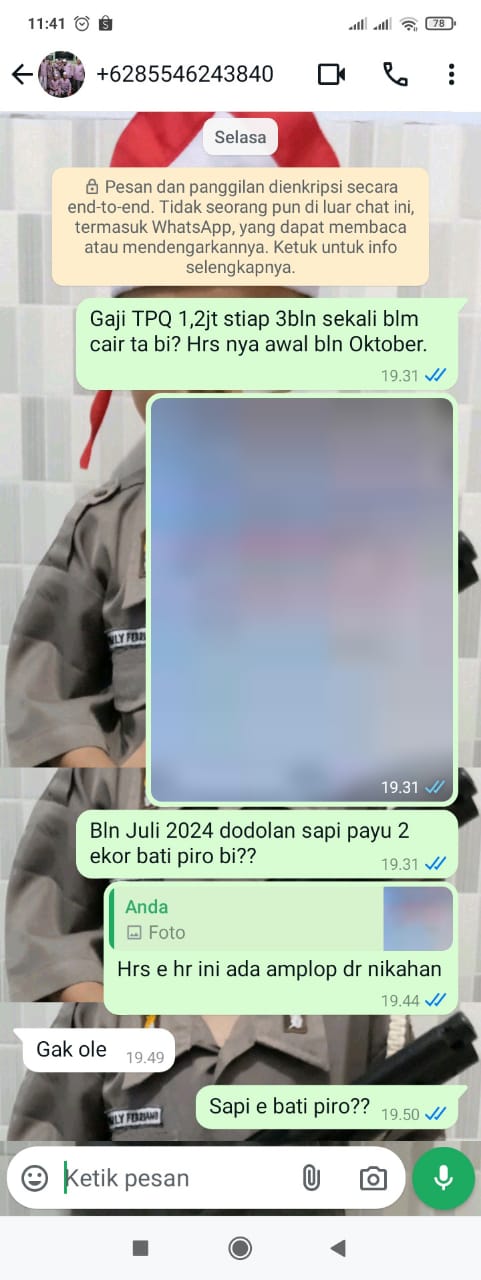 11:41
78
+6285546243840
Selasa
Pesan dan panggilan dienkripsi secara
end-to-end. Tidak seorang pun di luar chat ini,
termasuk WhatsApp, yang dapat membaca
atau mendengarkannya. Ketuk untuk info
selengkapnya.
Gaji TPQ 1,2jt stiap 3bln sekali blm
cair ta bi? Hrs nya awal bln Oktober.
19.31
19.31
Bln Juli 2024 dodolan sapi payu 2
ekor bati piro bi??
19.31
Anda
Foto
Hrs e hr ini ada amplop dr nikahan
19.44
Gak ole
19.49
Sapi e bati piro??
19.50
Ketik pesan